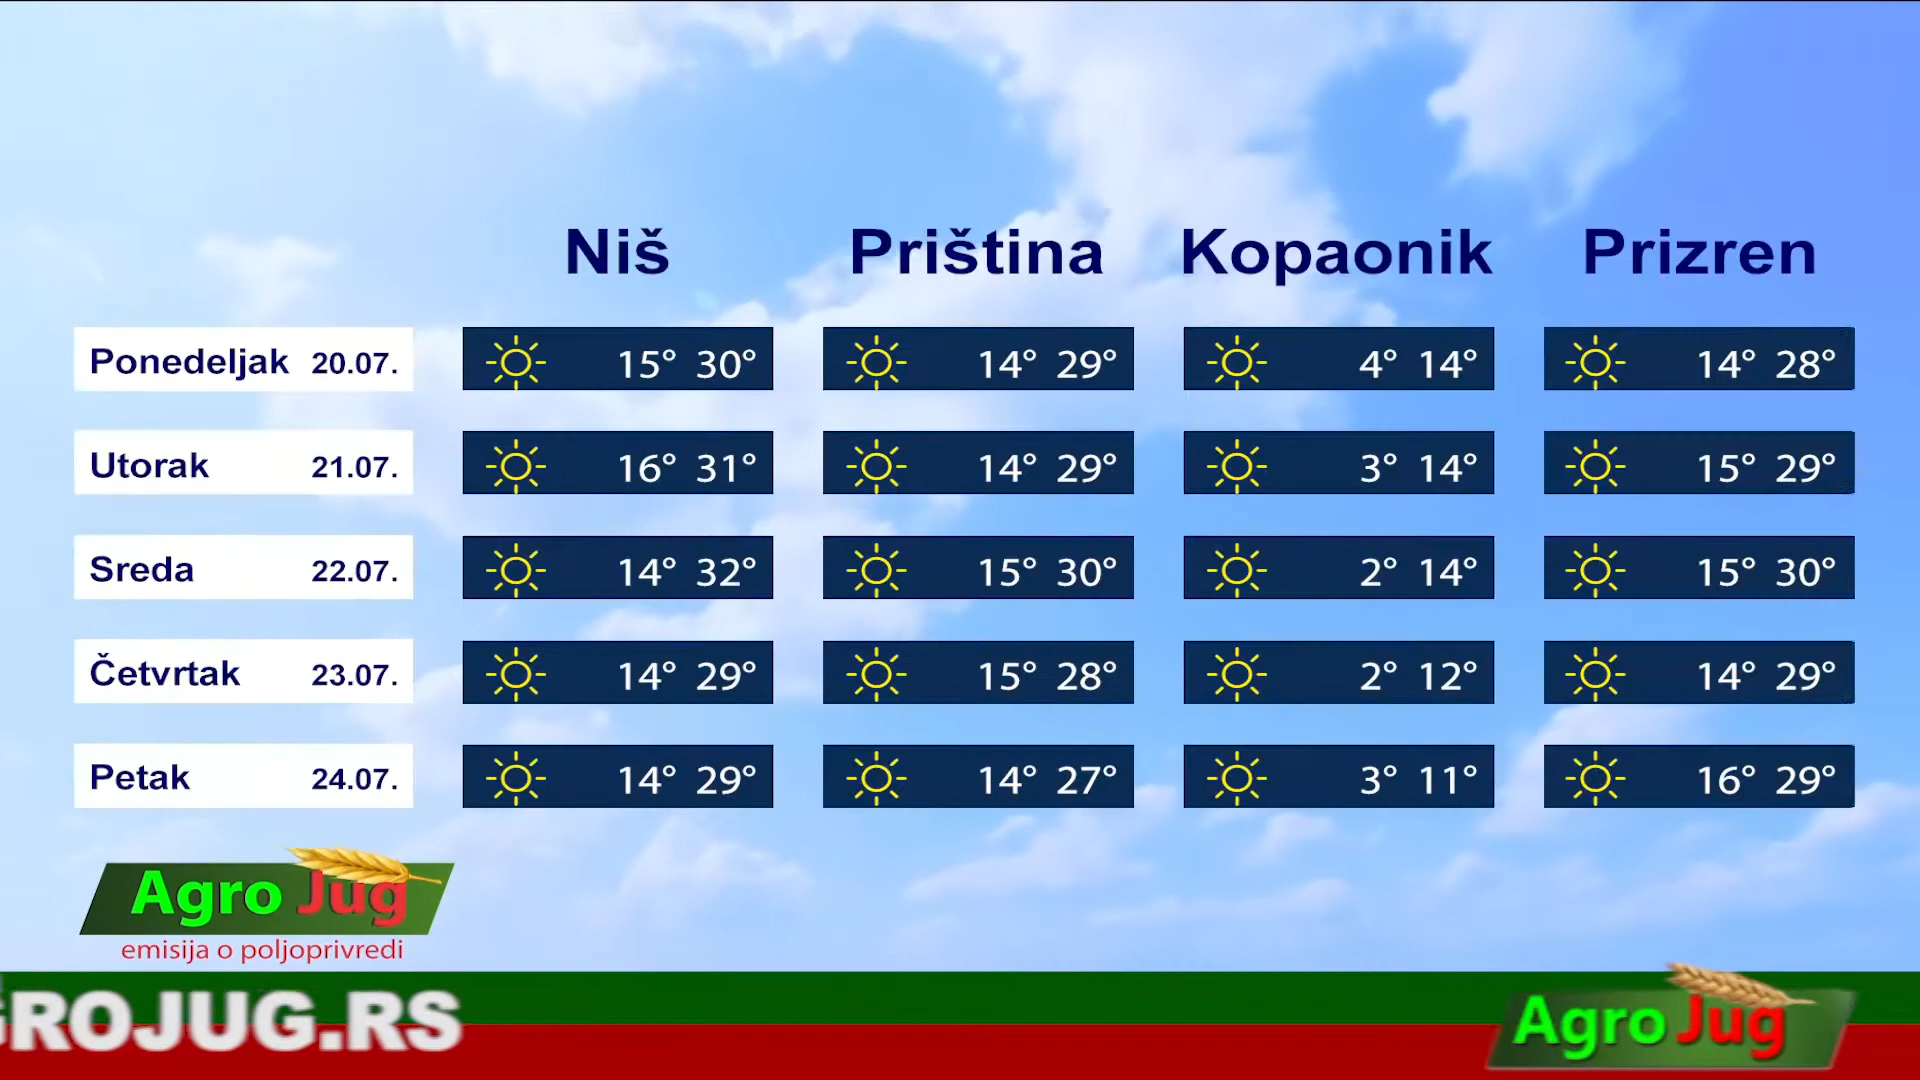 Niš Priština Kopaonik Prizren
Ponedeljak 20.07. 15° 30° 14° 29° 4° 14° 14° 28°
Utorak 21.07. 16° 31° 14° 29° 3° 14° 15° 29°
Sreda 22.07. 14° 32° 15° 30° 2° 14° 15° 30°
Četvrtak 23.07. 14° 29° 15° 28° 2° 12° 14° 29°
Petak 24.07. 14° 29° 14° 27° 3° 11° 16° 29°
Agro Jug
emisija o poljoprivredi
GROJUG.RS
Agro Jug